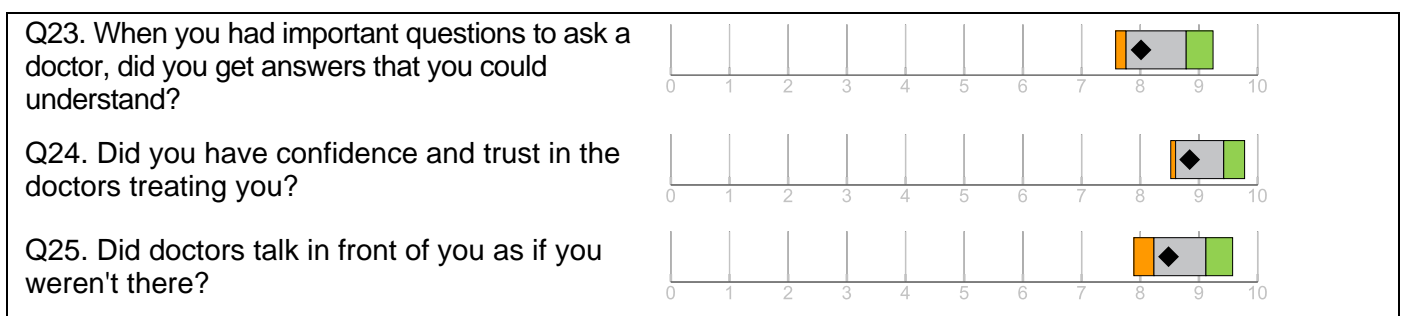 Q23. When you had important questions to ask a
doctor, did you get answers that you could
understand?
0 1 2 3 4 5 6 7 8 9 10
Q24. Did you have confidence and trust in the
doctors treating you?
0 1 2 3 4 5 6 7 8 9 10
Q25. Did doctors talk in front of you as if you
weren't there?
0 1 2 3 4 5 6 7 8 9 10